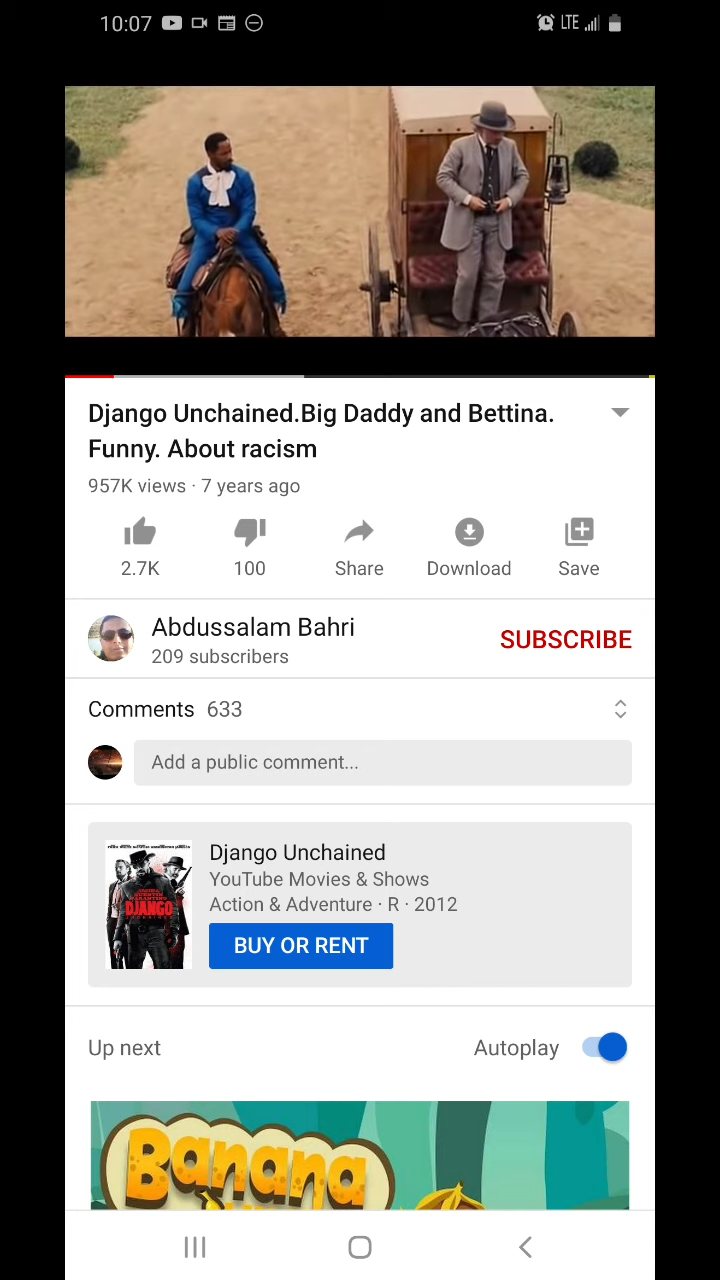 10:07 LTE
Django Unchained.Big Daddy and Bettina.
Funny. About racism
957K views · 7 years ago
2.7K 100 Share Download Save
Abdussalam Bahri
209 subscribers
SUBSCRIBE
Comments 633
Add a public comment...
Django Unchained
YouTube Movies & Shows
Action & Adventure · R · 2012
DJANGO
BUY OR RENT
Up next Autoplay
Banana